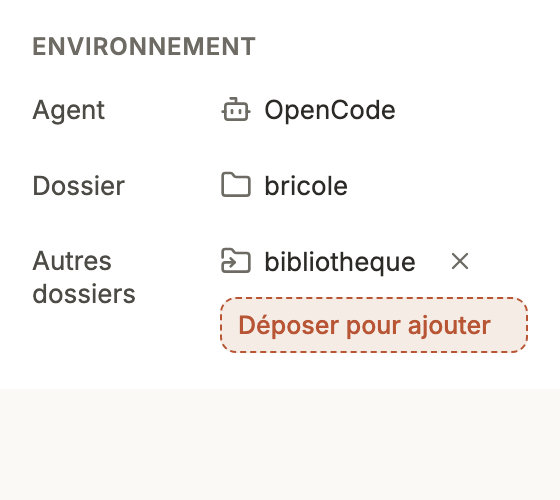 ENVIRONNEMENT
Agent OpenCode
Dossier bricole
Autres dossiers bibliotheque
Déposer pour ajouter